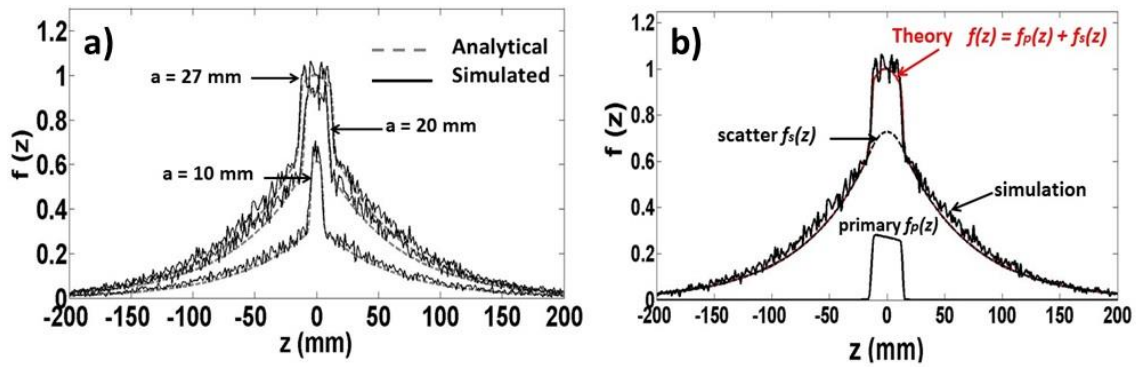 a)
Analytical
Simulated
a = 27 mm
a = 20 mm
a = 10 mm
f (z)
1.2
1
0.8
0.6
0.4
0.2
0
-200 -150 -100 -50 0 50 100 150 200
z (mm)
b)
Theory f(z) = fp(z) + fs(z)
scatter fs(z)
simulation
primary fp(z)
f (z)
1.2
1
0.8
0.6
0.4
0.2
0
-200 -150 -100 -50 0 50 100 150 200
z (mm)